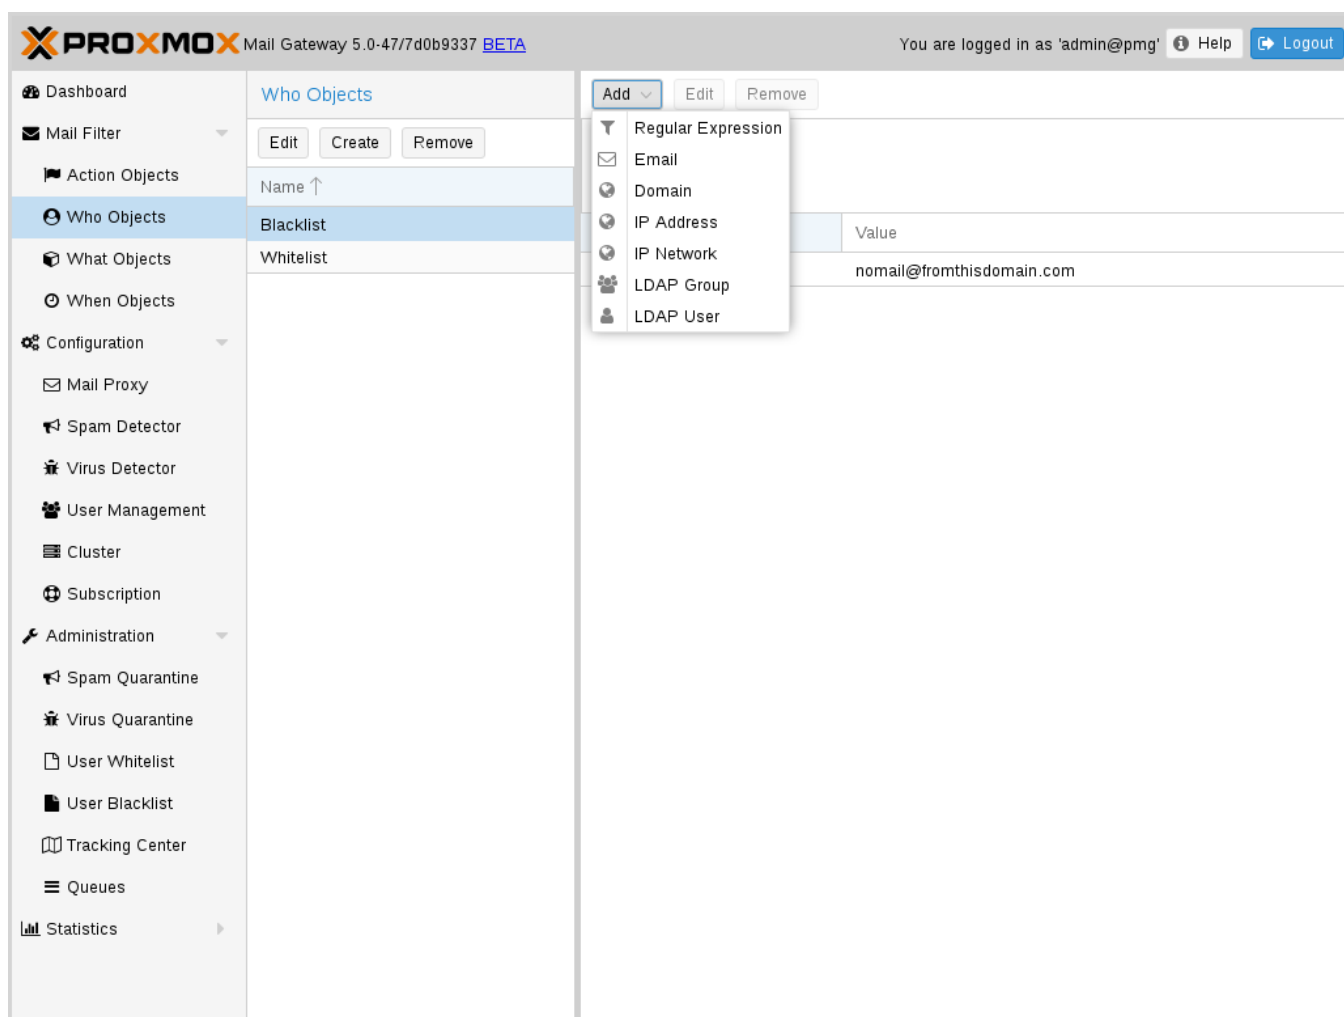 PROXMOX Mail Gateway 5.0-47/7d0b9337 BETA
You are logged in as 'admin@pmg' Help Logout
Dashboard
Mail Filter
Action Objects
Who Objects
What Objects
When Objects
Configuration
Mail Proxy
Spam Detector
Virus Detector
User Management
Cluster
Subscription
Administration
Spam Quarantine
Virus Quarantine
User Whitelist
User Blacklist
Tracking Center
Queues
Statistics
Who Objects
Edit Create Remove
Name
Blacklist
Whitelist
Add Edit Remove
Regular Expression
Email
Domain
IP Address
IP Network
LDAP Group
LDAP User
Value
nomail@fromthisdomain.com